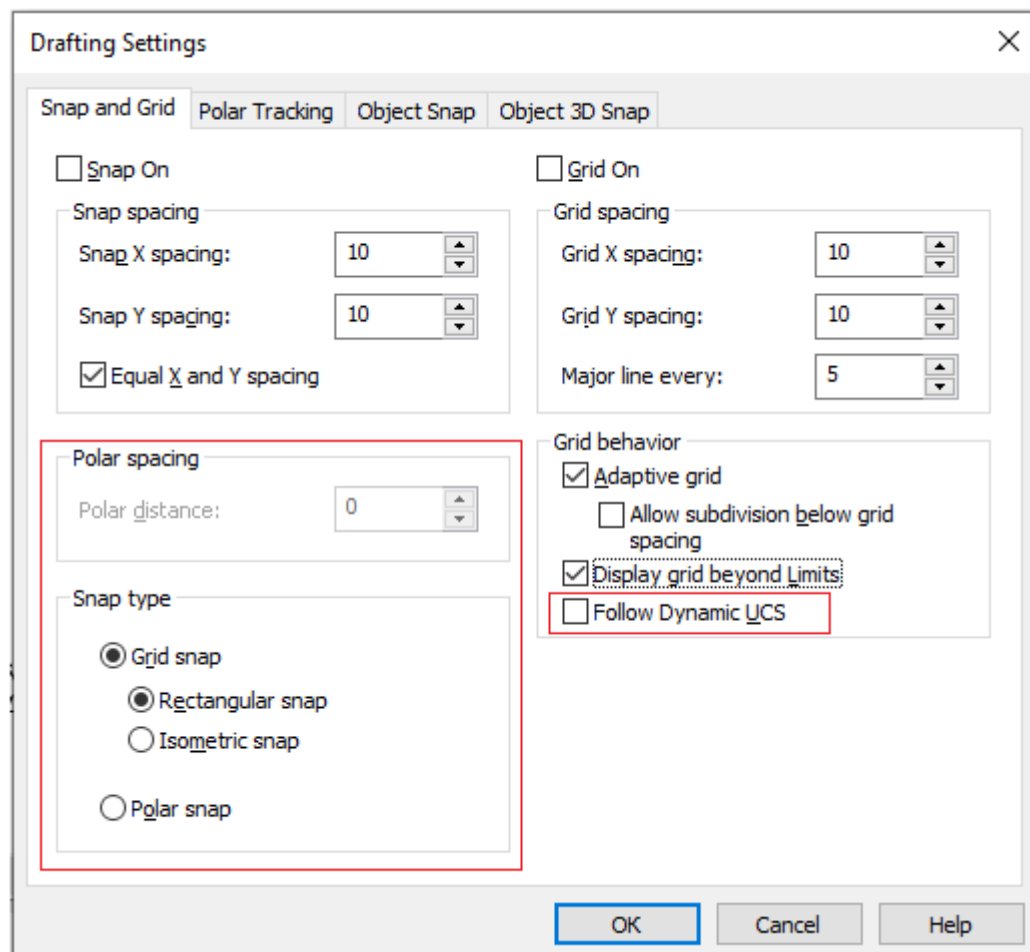 Drafting Settings
Snap and Grid
Polar Tracking
Object Snap
Object 3D Snap
Snap On
Snap spacing
Snap X spacing:
10
Snap Y spacing:
10
Equal X and Y spacing
Polar spacing
Polar distance:
0
Snap type
Grid snap
Rectangular snap
Isometric snap
Polar snap
Grid On
Grid spacing
Grid X spacing:
10
Grid Y spacing:
10
Major line every:
5
Grid behavior
Adaptive grid
Allow subdivision below grid
spacing
Display grid beyond Limits
Follow Dynamic UCS
OK
Cancel
Help